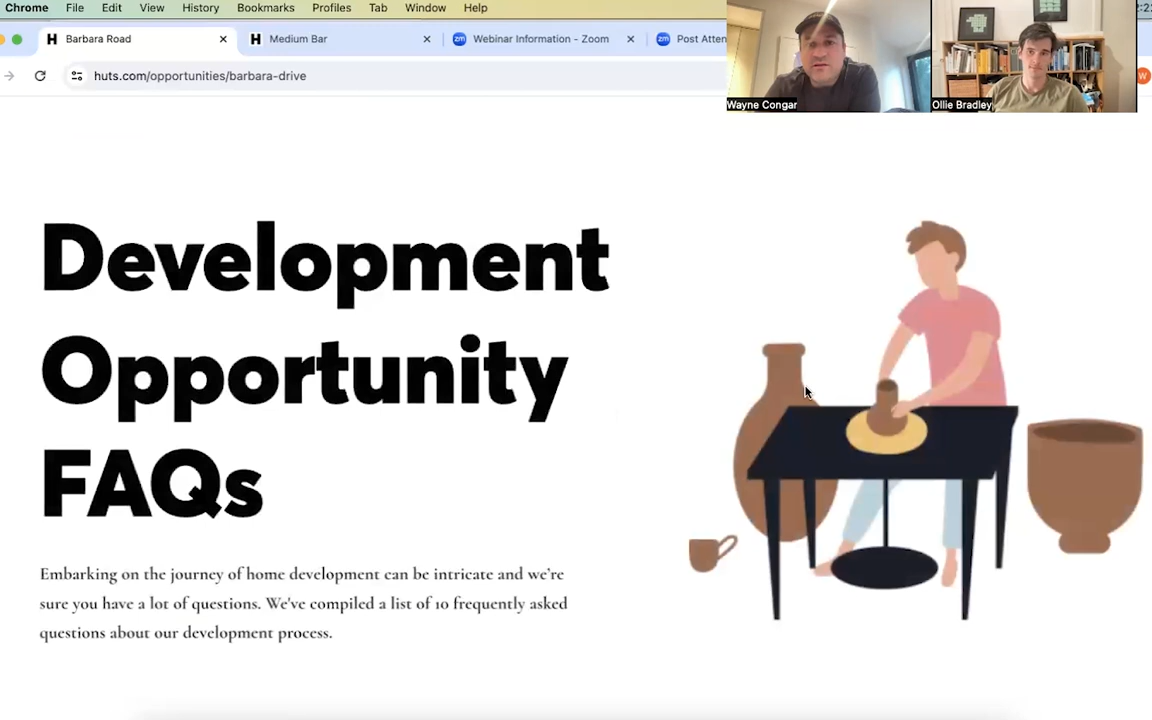 Chrome File Edit View History Bookmarks Profiles Tab Window Help
Barbara Road
Medium Bar
Webinar Information - Zoom
Post Atten
huts.com/opportunities/barbara-drive
Wayne Congar
Ollie Bradley
Development
Opportunity
FAQs
Embarking on the journey of home development can be intricate and we're
sure you have a lot of questions. We've compiled a list of 10 frequently asked
questions about our development process.